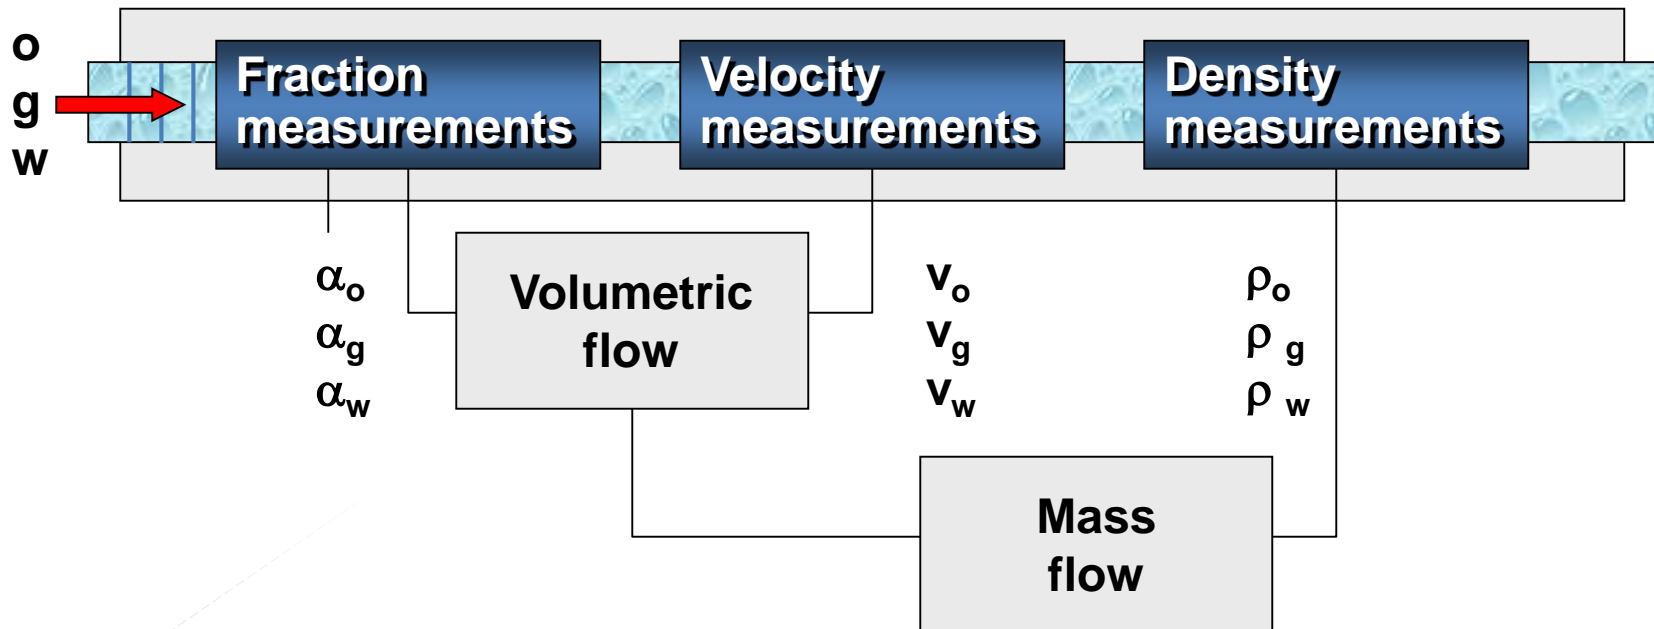 o
g
w
Fraction
measurements
Velocity
measurements
Density
measurements
αo
αg
αw
Volumetric
flow
vo
vg
vw
ρo
ρ g
ρ w
Mass
flow